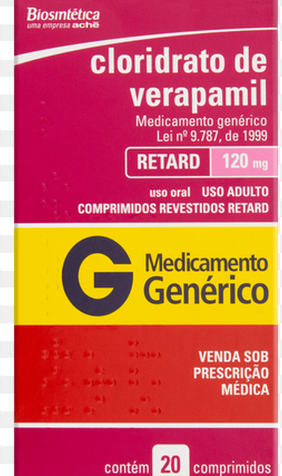 Biosintética
uma empresa achē
cloridrato de
verapamil
Medicamento genérico
Lei nº 9.787, de 1999
RETARD 120 mg
uso oral USO ADULTO
COMPRIMIDOS REVESTIDOS RETARD
G Medicamento
Genérico
VENDA SOB
PRESCRIÇÃO
MÉDICA
contém 20 comprimidos